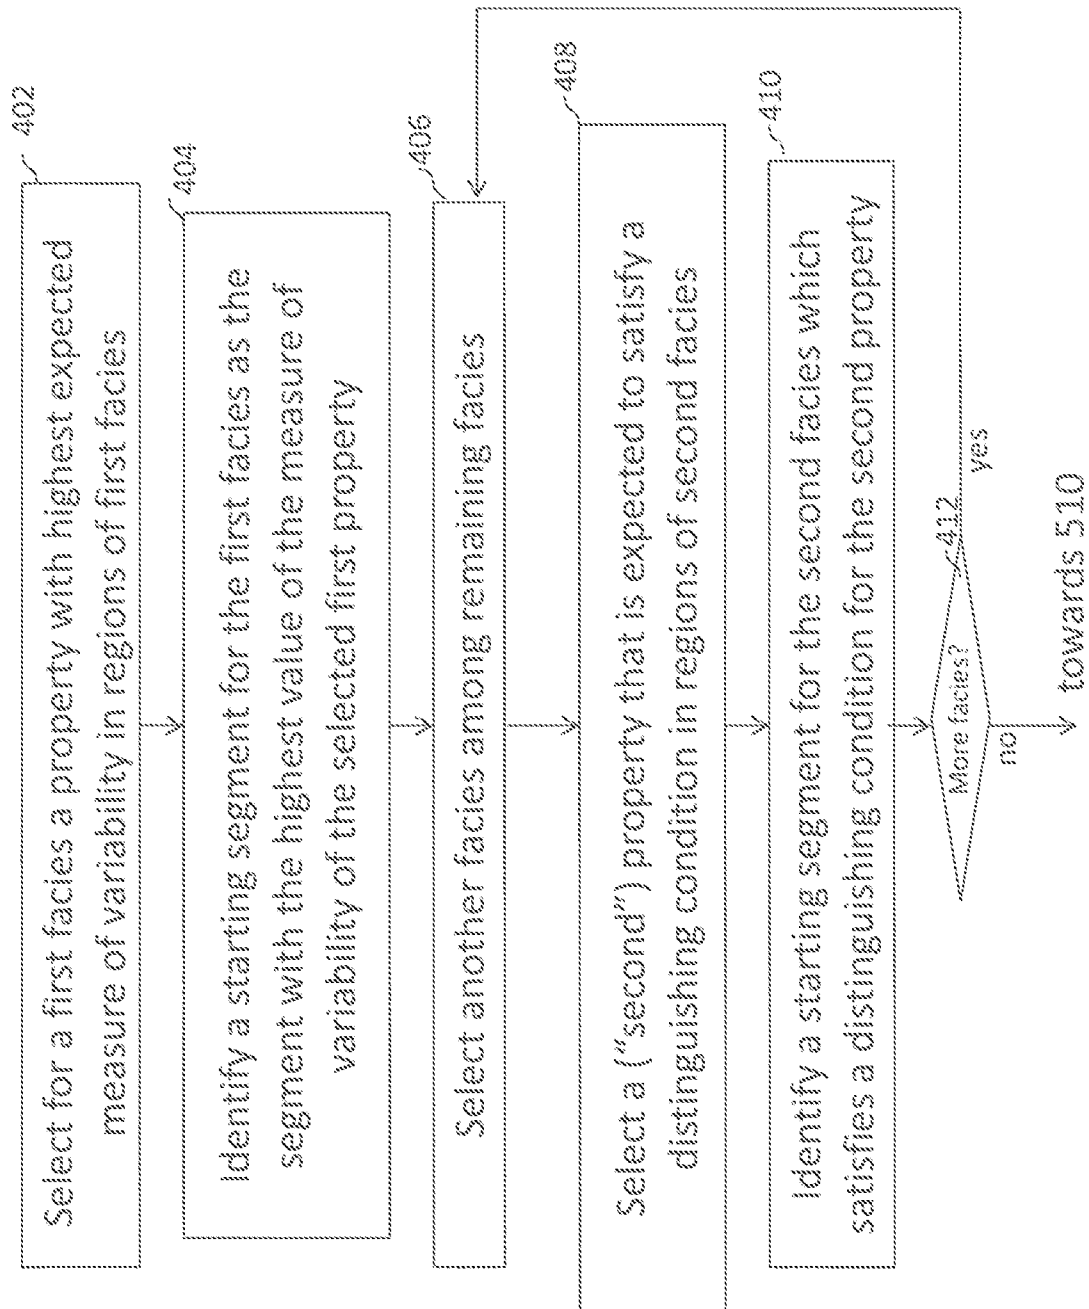 402
Select for a first facies a property with highest expected
measure of variability in regions of first facies
404
Identify a starting segment for the first facies as the
segment with the highest value of the measure of
variability of the selected first property
406
Select another facies among remaining facies
408
Select a (“second”) property that is expected to satisfy a
distinguishing condition in regions of second facies
410
Identify a starting segment for the second facies which
satisfies a distinguishing condition for the second property
412
More facies?
yes
no
towards 510